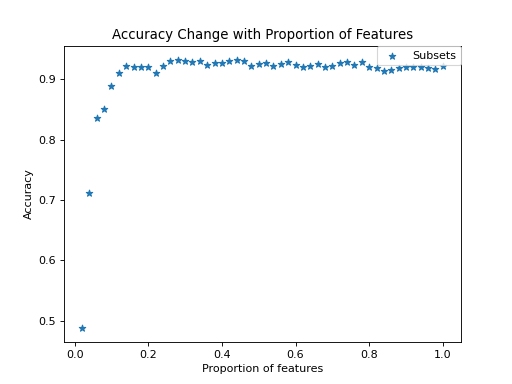 Accuracy Change with Proportion of Features
Subsets
Accuracy
0.9
0.8
0.7
0.6
0.5
0.0 0.2 0.4 0.6 0.8 1.0
Proportion of features